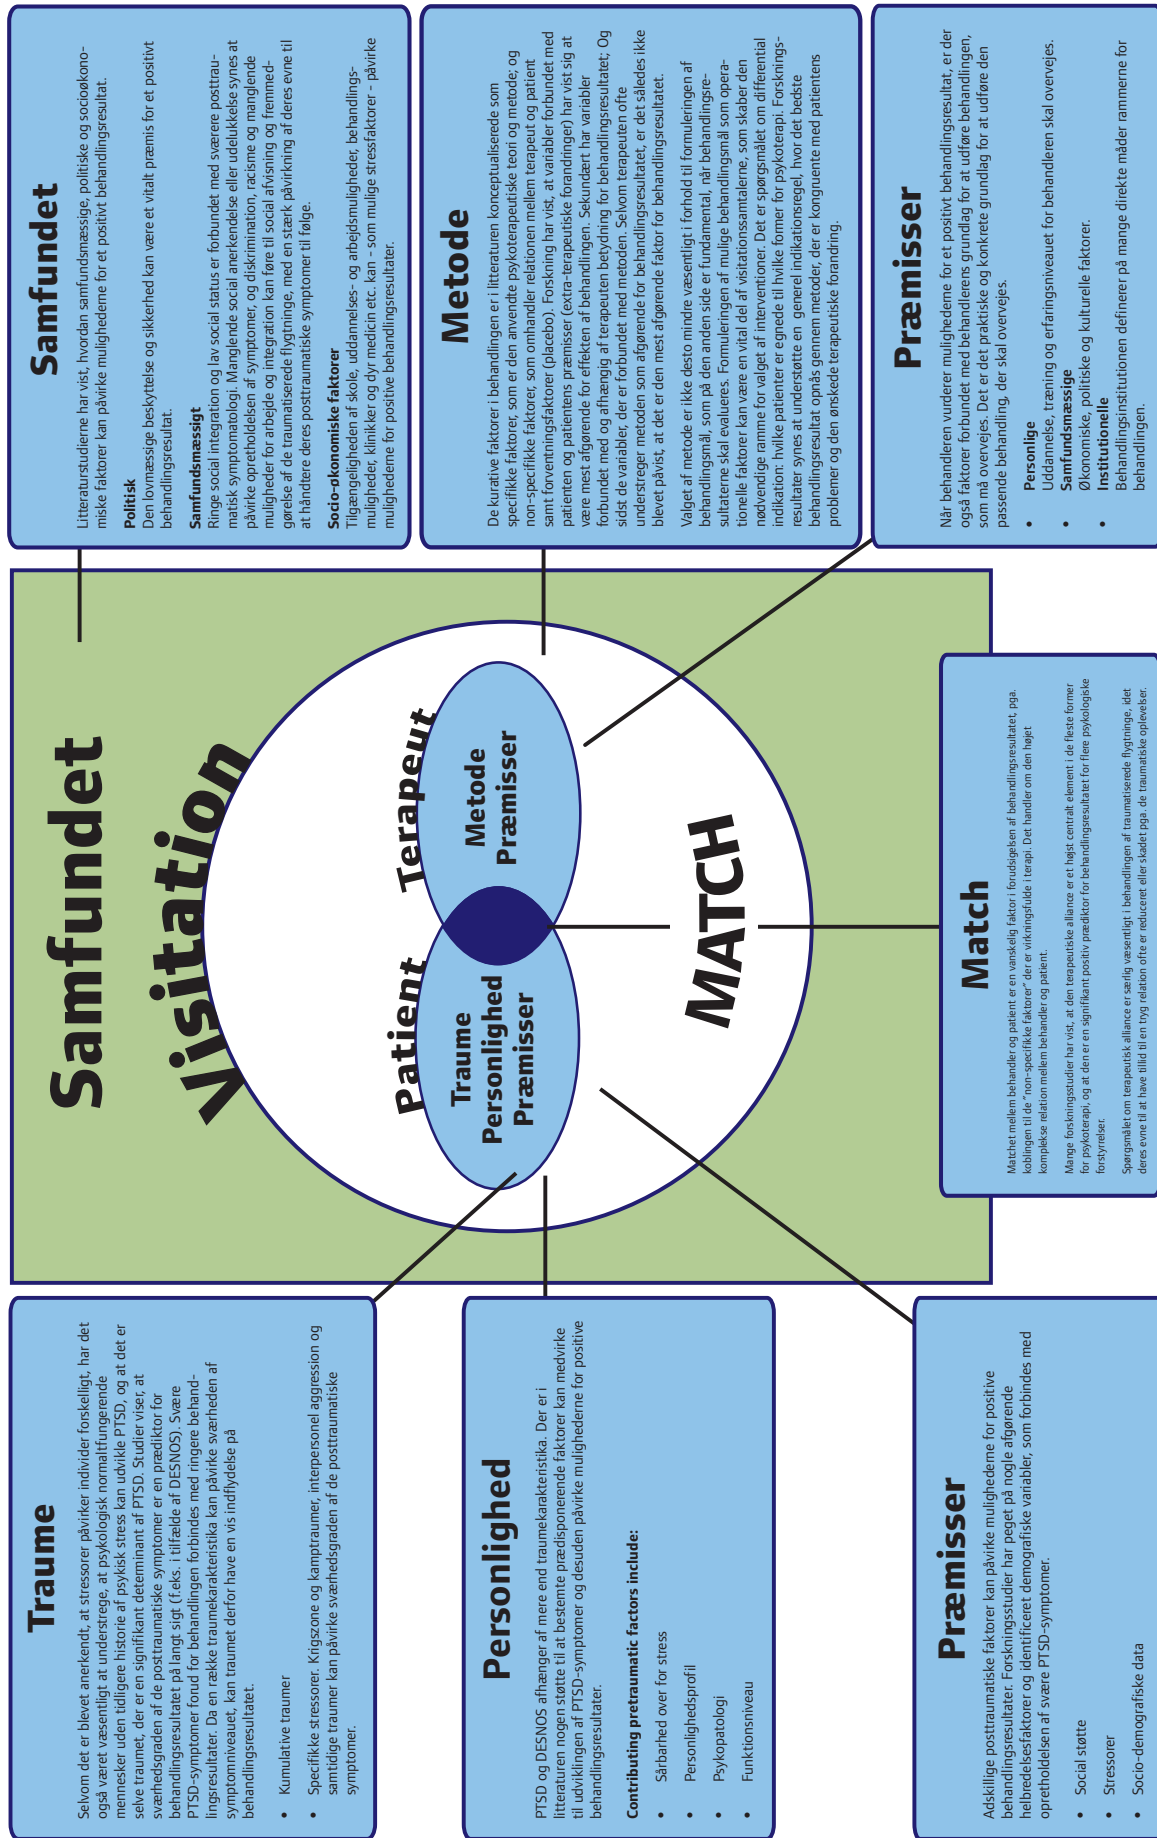 Traume
Selvom det er blevet anerkendt, at stressorer påvirker individer forskelligt, har det
også været væsentligt at understrege, at psykologisk normaltfungerende
mennesker uden tidligere historie af psykisk stress kan udvikle PTSD, og at det er
selve traumet, der er en signifikant determinant af PTSD. Studier viser, at
sværhedsgraden af de posttraumatiske symptomer er en prædiktor for
behandlingsresultatet på langt sigt (f.eks. i tilfælde af DESNOS). Svære
PTSD-symptomer forud for behandlingen forbindes med ringere behand-
lingsresultater. Da en række traumekarakteristika kan påvirke sværheden af
symptomniveauet, kan traumet derfor have en vis indflydelse på
behandlingsresultatet.
• Kumulative traumer
• Specifikke stressorer. Krigszone og kamptraumer, interpersonel aggression og
samtidige traumer kan påvirke sværhedsgraden af de posttraumatiske
symptomer.
Personlighed
PTSD og DESNOS afhænger af mere end traumekarakteristika. Der er i
litteraturen nogen støtte til at bestemte prædisponerende faktorer kan medvirke
til udviklingen af PTSD-symptomer og desuden påvirke mulighederne for positive
behandlingsresultater.
Contributing pretraumatic factors include:
• Sårbarhed over for stress
• Personlighedsprofil
• Psykopatologi
• Funktionsniveau
Præmisser
Adskillige posttraumatiske faktorer kan påvirke mulighederne for positive
behandlingsresultater. Forskningsstudier har peget på nogle afgørende
helbredelsesfaktorer og identificeret demografiske variabler, som forbindes med
opretholdelsen af svære PTSD-symptomer.
• Social støtte
• Stressorer
• Socio-demografiske data
Samfundet
Visitation
Patient
Terapeut
Traume
Personlighed
Præmisser
Metode
Præmisser
MATCH
Match
Matchet mellem behandler og patient er en vanskelig faktor i forudsigelsen af behandlingsresultatet, pga.
koblingen til de "non-specifikke faktorer" der er virkningsfulde i terapi. Det handler om den højet
komplekse relation mellem behandler og patient.
Mange forskningsstudier har vist, at den terapeutiske alliance er et højst centralt element i de fleste former
for psykoterapi, og at den er en signifikant positiv prædiktor for behandlingsresultatet for flere psykologiske
forstyrrelser.
Spørgsmålet om terapeutisk alliance er særlig væsentligt i behandlingen af traumatiserede flygtninge, idet
deres evne til at have tillid til en tryg relation ofte er reduceret eller skadet pga. de traumatiske oplevelser.
Samfundet
Litteraturstudierne har vist, hvordan samfundsmæssige, politiske og socioøkono-
miske faktorer kan påvirke mulighederne for et positivt behandlingsresultat.
Politisk
Den lovmæssige beskyttelse og sikkerhed kan være et vitalt præmis for et positivt
behandlingsresultat.
Samfundsmæssigt
Ringe social integration og lav social status er forbundet med sværere posttrau-
matisk symptomatologi. Manglende social anerkendelse eller udelukkelse synes at
påvirke opretholdelsen af symptomer, og diskrimination, racisme og manglende
muligheder for arbejde og integration kan føre til social afvisning og fremmed-
gørelse af de traumatiserede flygtninge, med en stærk påvirkning af deres evne til
at håndtere deres posttraumatiske symptomer til følge.
Socio-økonomiske faktorer
Tilgængeligheden af skole, uddannelses- og arbejdsmuligheder, behandlings-
muligheder, klinikker og dyr medicin etc. kan - som mulige stressfaktorer - påvirke
mulighederne for positive behandlingsresultater.
Metode
De kurative faktorer i behandlingen er i litteraturen konceptualiserede som
specifikke faktorer, som er den anvendte psykoterapeutiske teori og metode; og
non-specifikke faktorer, som omhandler relationen mellem terapeut og patient
samt forventningsfaktorer (placebo). Forskning har vist, at variabler forbundet med
patienten og patientens præmisser (extra-terapeutiske forandringer) har vist sig at
være mest afgørende for effekten af behandlingen. Sekundært har variabler
forbundet med og afhængig af terapeuten betydning for behandlingsresultatet; Og
sidst de variabler, der er forbundet med metoden. Selvom terapeuten ofte
understreger metoden som afgørende for behandlingsresultatet, er det således ikke
blevet påvist, at det er den mest afgørende faktor for behandlingsresultatet.
Valget af metode er ikke desto mindre væsentligt i forhold til formuleringen af
behandlingsmål, som på den anden side er fundamental, når behandlingsre-
sultaterne skal evalueres. Formuleringen af mulige behandlingsmål som opera-
tionelle faktorer kan være en vital del af visitationssamtalerne, som skaber den
nødvendige ramme for valget af interventioner. Det er spørgsmålet om differential
indikation: hvilke patienter er egnede til hvilke former for psykoterapi. Forsknings-
resultater synes at understøtte en generel indikationsregel, hvor det bedste
behandlingsresultat opnås gennem metoder, der er kongruente med patientens
problemer og den ønskede terapeutiske forandring.
Præmisser
Når behandleren vurderer mulighederne for et positivt behandlingsresultat, er der
også faktorer forbundet med behandlerens grundlag for at udføre behandlingen,
som må overvejes. Det er det praktiske og konkrete grundlag for at udføre den
passende behandling, der skal overvejes.
• Personlige
Uddannelse, træning og erfaringsniveauet for behandleren skal overvejes.
• Samfundsmæssige
Økonomiske, politiske og kulturelle faktorer.
• Institutionelle
Behandlingsinstitutionen definerer på mange direkte måder rammerne for
behandlingen.